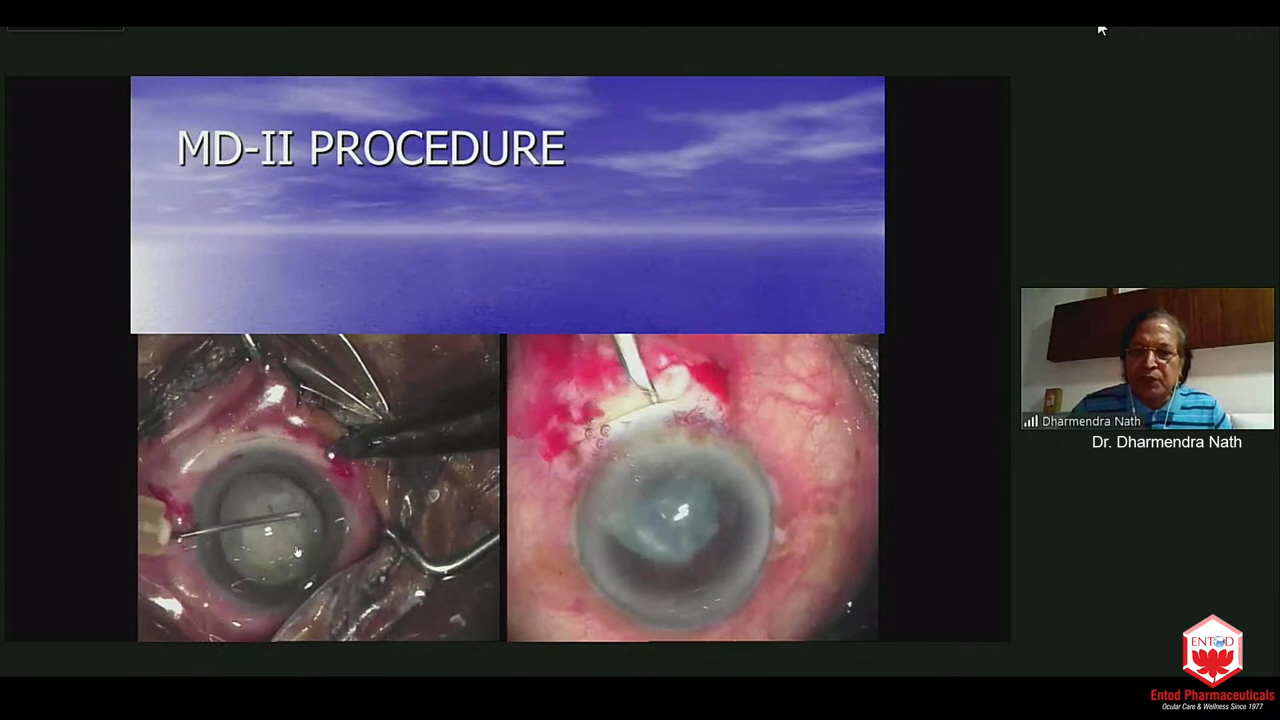 MD-II PROCEDURE
Dharmendra Nath
Dr. Dharmendra Nath
ENTOD
Entod Pharmaceuticals
Ocular Care & Wellness Since 1977